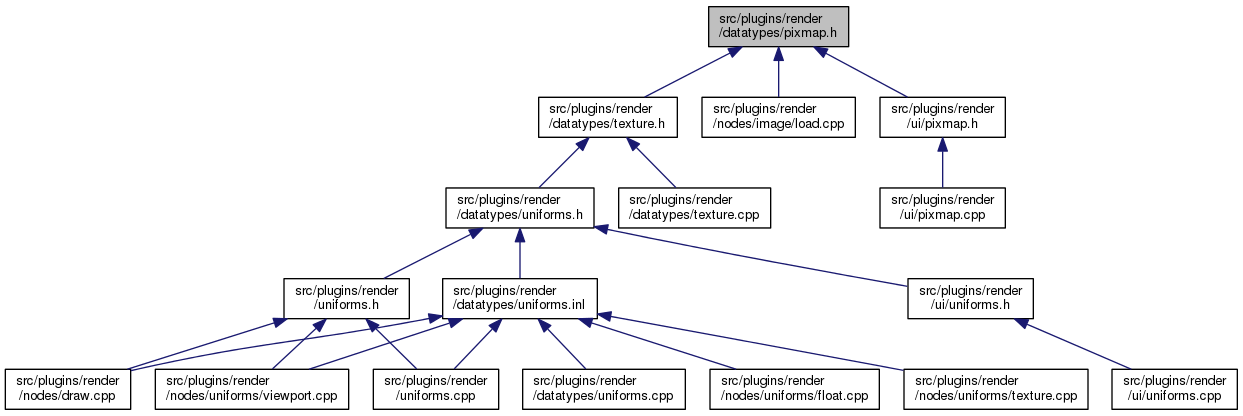 src/plugins/render
/datatypes/pixmap.h
src/plugins/render
/datatypes/texture.h
src/plugins/render
/nodes/image/load.cpp
src/plugins/render
/ui/pixmap.h
src/plugins/render
/datatypes/uniforms.h
src/plugins/render
/datatypes/texture.cpp
src/plugins/render
/ui/pixmap.cpp
src/plugins/render
/uniforms.h
src/plugins/render
/datatypes/uniforms.inl
src/plugins/render
/ui/uniforms.h
src/plugins/render
/nodes/draw.cpp
src/plugins/render
/nodes/uniforms/viewport.cpp
src/plugins/render
/uniforms.cpp
src/plugins/render
/datatypes/uniforms.cpp
src/plugins/render
/nodes/uniforms/float.cpp
src/plugins/render
/nodes/uniforms/texture.cpp
src/plugins/render
/ui/uniforms.cpp